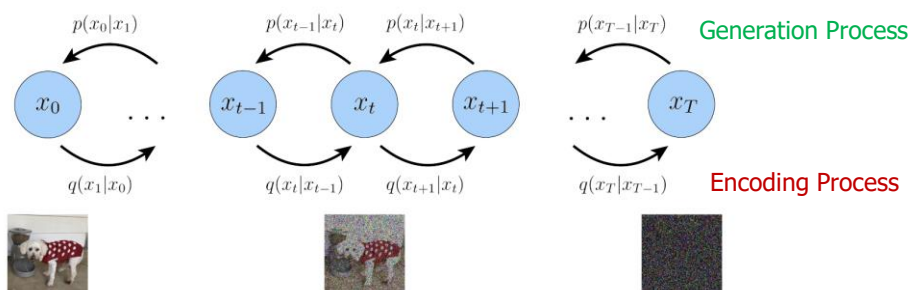 p(x_0|x_1) p(x_{t-1}|x_t) p(x_t|x_{t+1}) p(x_{T-1}|x_T) Generation Process
x_0 . . . x_{t-1} x_t x_{t+1} . . . x_T
q(x_1|x_0) q(x_t|x_{t-1}) q(x_{t+1}|x_t) q(x_T|x_{T-1}) Encoding Process